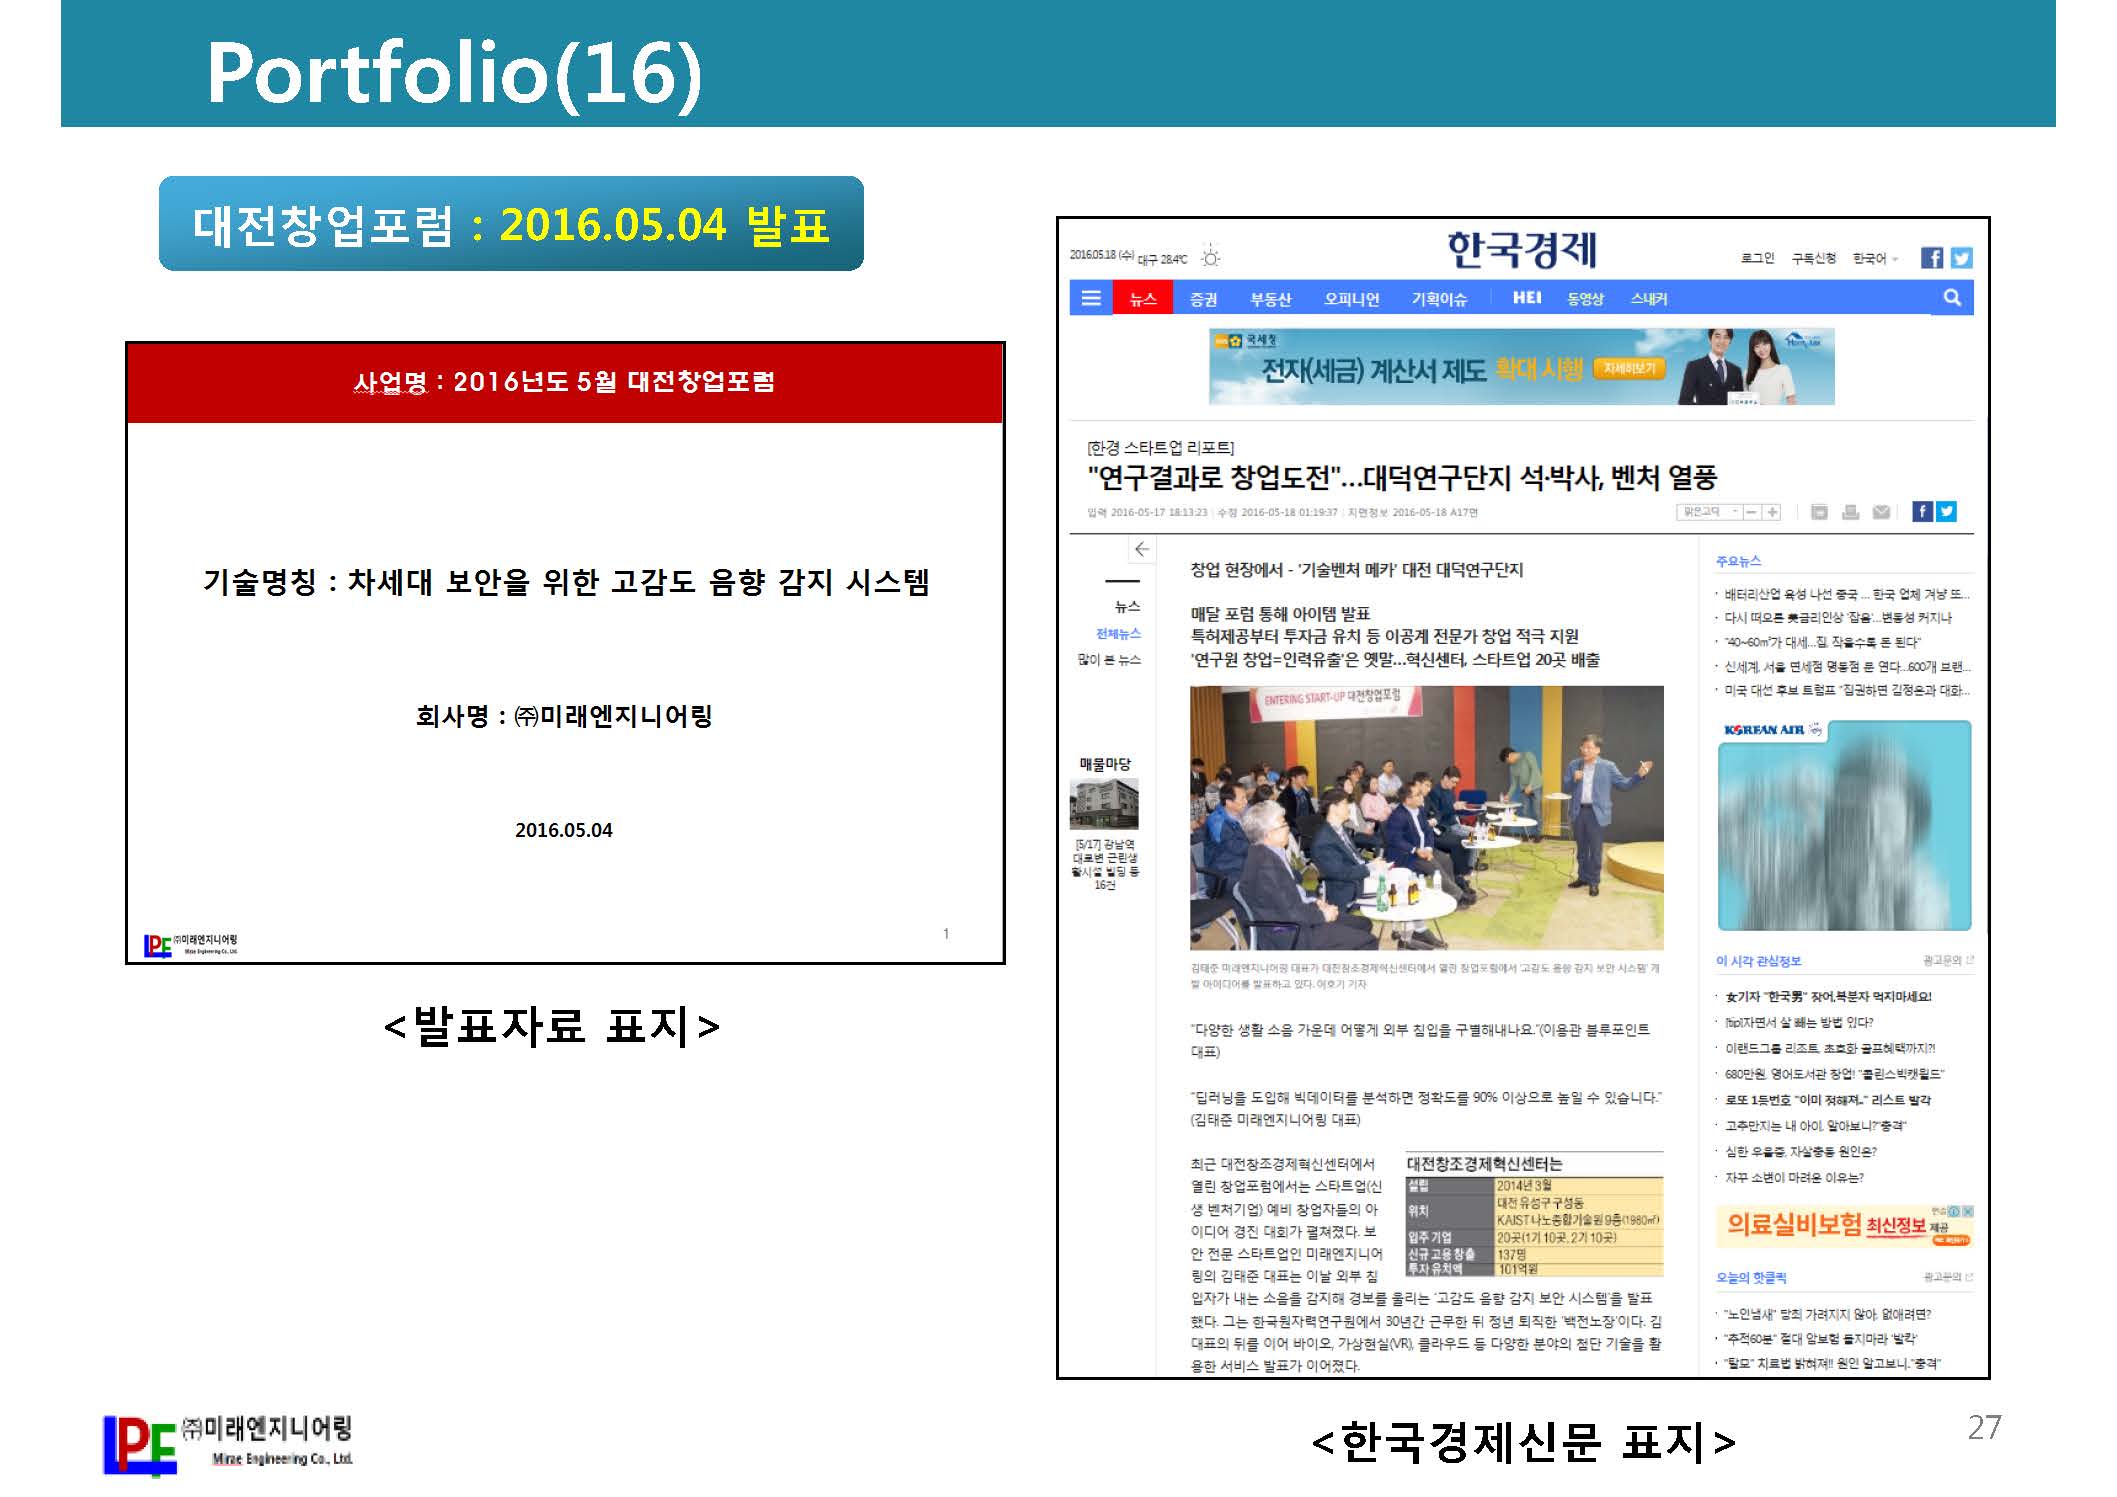 Portfolio(16)
대전창업포럼 : 2016.05.04 발표
사업명 : 2016년도 5월 대전창업포럼
기술명칭 : 차세대 보안을 위한 고감도 음향 감지 시스템
회사명 : ㈜미래엔지니어링
2016.05.04
㈜미래엔지니어링
Mirae Engineering Co., Ltd.
1
<발표자료 표지>
2016.05.18 (수) 대구 28.4℃
한국경제
로그인 구독신청 한국어
뉴스 증권 부동산 오피니언 기획이슈 HEI 동영상 스내커
국세청
전자(세금) 계산서 제도 확대 시행 자세히보기
[한경 스타트업 리포트]
"연구결과로 창업도전"...대덕연구단지 석·박사, 벤처 열풍
입력 2016-05-17 18:13:23 | 수정 2016-05-18 01:19:37 | 지면정보 2016-05-18 A17면
맑은고딕
뉴스
전체뉴스
많이 본 뉴스
매물마당
[5/17] 강남역
대로변 근린생
활시설 빌딩 등
16건
창업 현장에서 - '기술벤처 메카' 대전 대덕연구단지
매달 포럼 통해 아이템 발표
특허제공부터 투자금 유치 등 이공계 전문가 창업 적극 지원
'연구원 창업=인력유출'은 옛말...혁신센터, 스타트업 20곳 배출
ENTERING START-UP 대전창업포럼
김태준 미래엔지니어링 대표가 대전창조경제혁신센터에서 열린 창업포럼에서 '고감도 음향 감지 보안 시스템' 개
발 아이디어를 발표하고 있다. 이호기 기자
"다양한 생활 소음 가운데 어떻게 외부 침입을 구별해내나요."(이용관 블루포인트
대표)
"딥러닝을 도입해 빅데이터를 분석하면 정확도를 90% 이상으로 높일 수 있습니다."
(김태준 미래엔지니어링 대표)
최근 대전창조경제혁신센터에서
열린 창업포럼에서는 스타트업(신
생 벤처기업) 예비 창업자들의 아
이디어 경진 대회가 펼쳐졌다. 보
안 전문 스타트업인 미래엔지니어
링의 김태준 대표는 이날 외부 침
입자가 내는 소음을 감지해 경보를 울리는 '고감도 음향 감지 보안 시스템'을 발표
했다. 그는 한국원자력연구원에서 30년간 근무한 뒤 정년 퇴직한 '백전노장'이다. 김
대표의 뒤를 이어 바이오, 가상현실(VR), 클라우드 등 다양한 분야의 첨단 기술을 활
용한 서비스 발표가 이어졌다.
대전창조경제혁신센터는
설립 2014년 3월
위치 대전 유성구 구성동
KAIST 나노종합기술원 9층(1980㎡)
입주 기업 20곳(1기 10곳, 2기 10곳)
신규 고용 창출 137명
투자 유치액 101억원
주요뉴스
· 배터리산업 육성 나선 중국 ... 한국 업체 겨냥 또...
· 다시 떠오른 美금리인상 '잡음'...변동성 커지나
· "40~60㎡가 대세...집, 작을수록 돈 된다"
· 신세계, 서울 면세점 명동점 문 연다...600개 브랜...
· 미국 대선 후보 트럼프 "집권하면 김정은과 대화...
KOREAN AIR
이 시각 관심정보 광고문의
· 女기자 "한국男" 장어,복분자 먹지마세요!
· [tip]자면서 살 빼는 방법 있다?
· 이랜드그룹 리조트, 초호화 골프혜택까지?!
· 680만원, 영어도서관 창업! "콜린스빅캣월드"
· 로또 1등번호 "이미 정해져.." 리스트 발각
· 고추만지는 내 아이, 알아보니?"충격"
· 심한 우울증, 자살충동 원인은?
· 자꾸 소변이 마려운 이유는?
의료실비보험 최신정보 제공
오늘의 핫클릭 광고문의
· "노인냄새" 당최 가려지지 않아, 없애려면?
· "추적60분" 절대 암보험 들지마라 '발칵'
· "탈모" 치료법 밝혀져!! 원인 알고보니.."충격"
<한국경제신문 표지>
㈜미래엔지니어링
Mirae Engineering Co., Ltd.
27